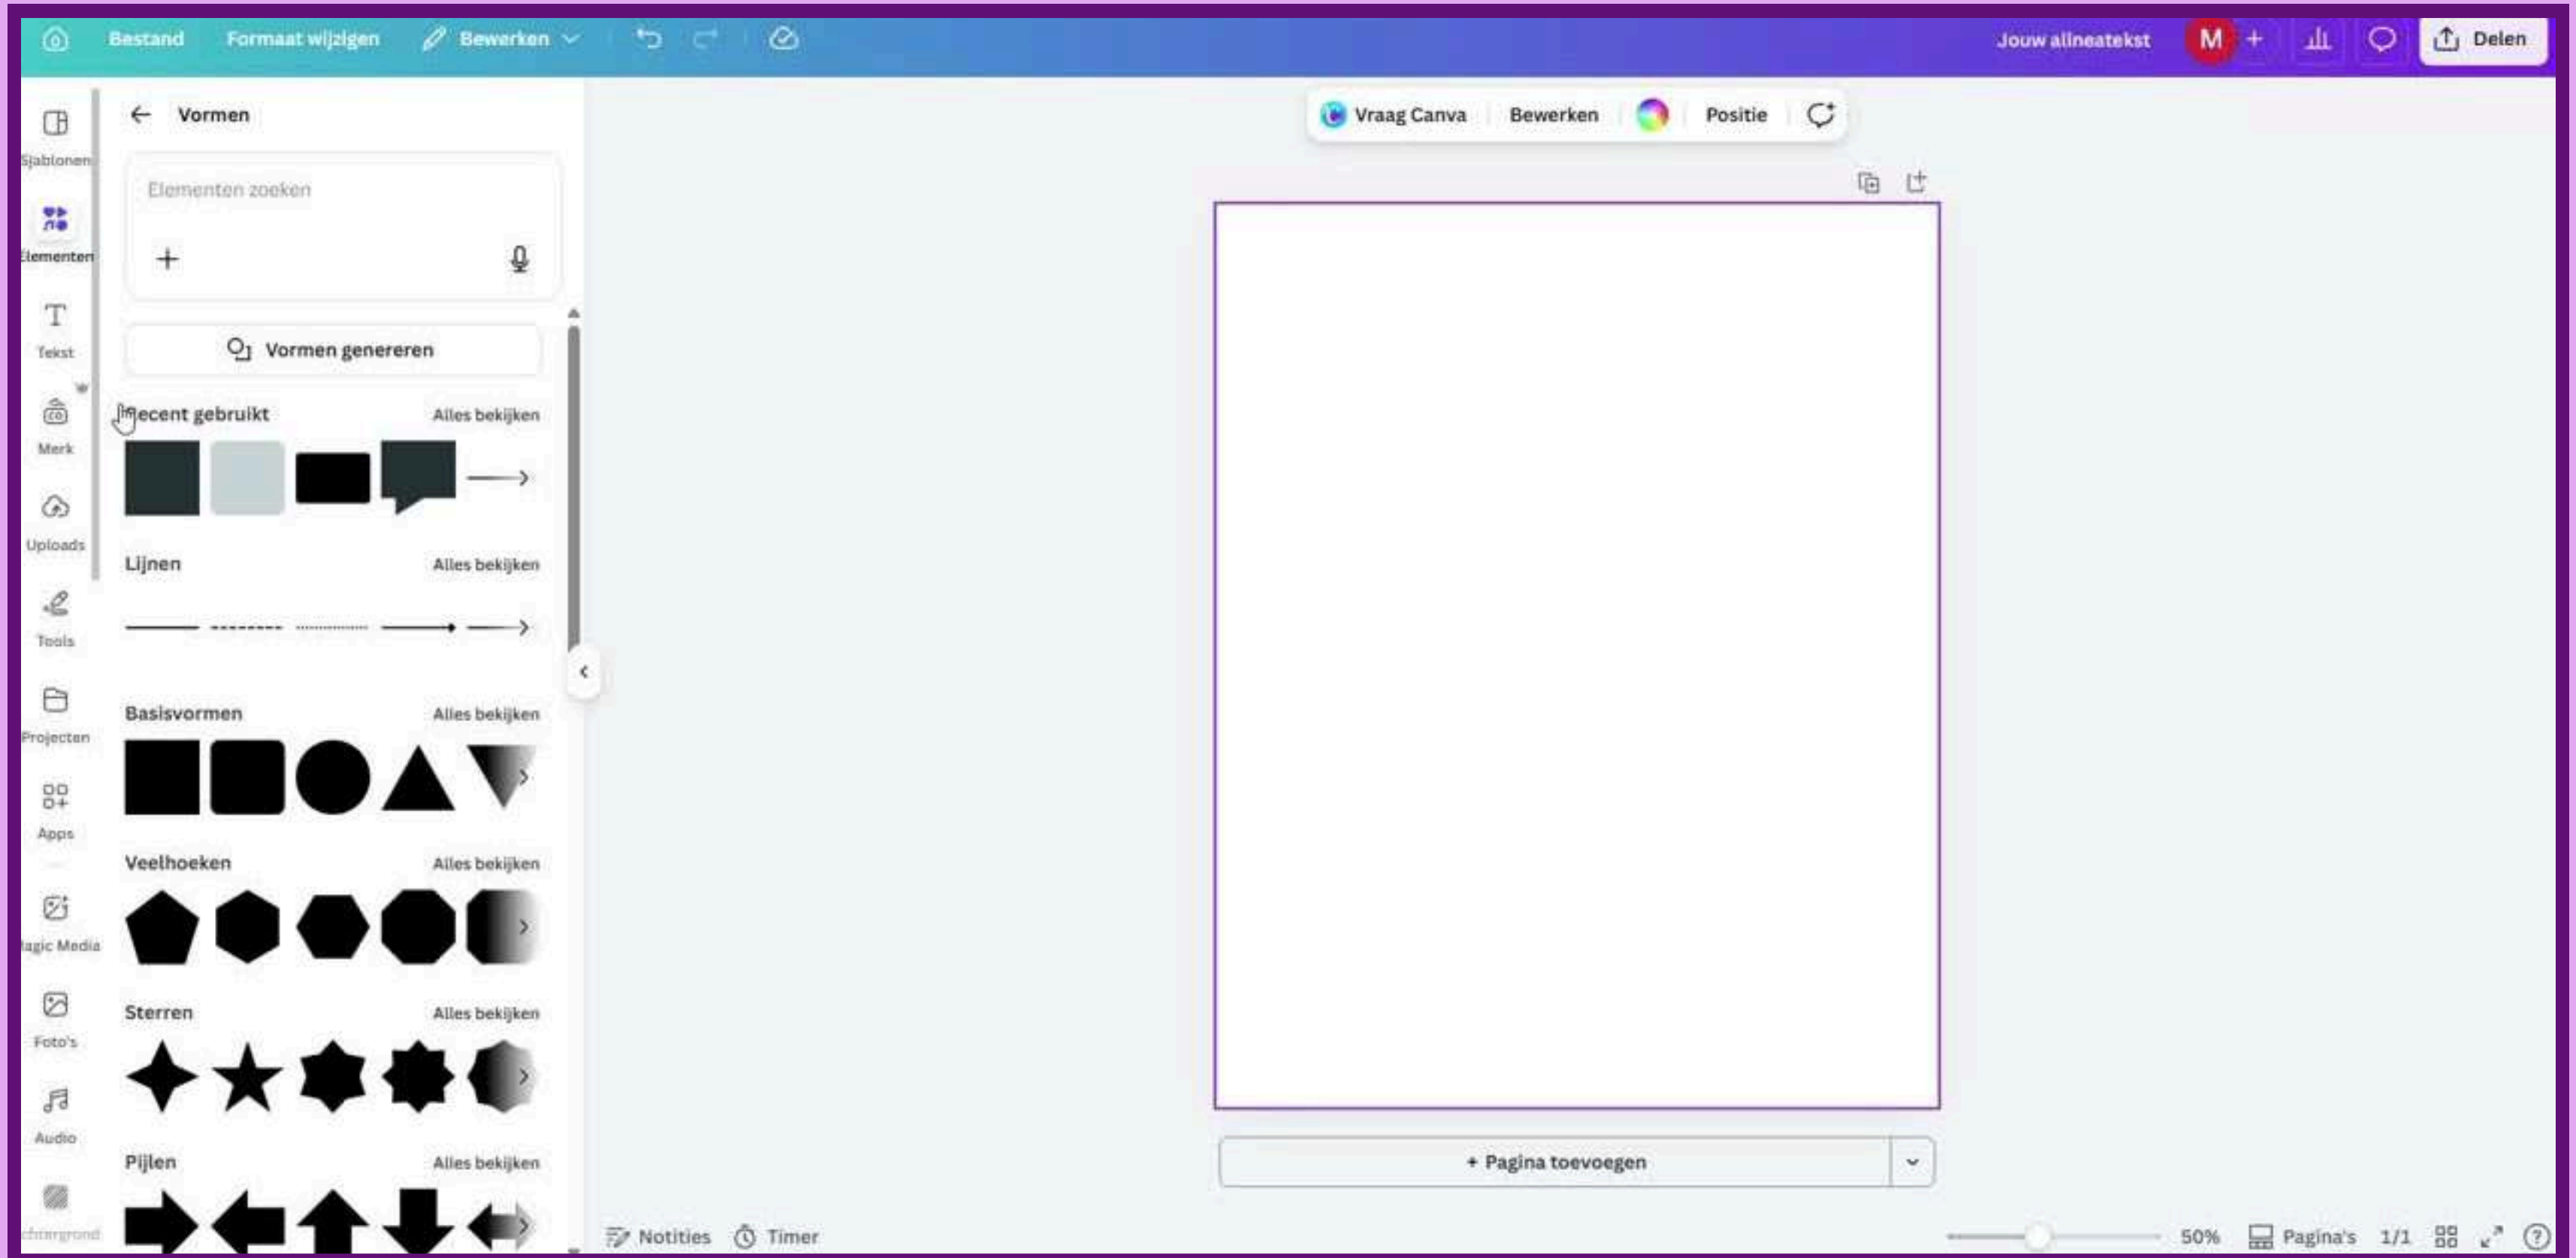 Bestand Formaat wijzigen Bewerken Jouw alineatekst M Delen
Sjablonen
Elementen
Tekst
Merk
Uploads
Tools
Projecten
Apps
agic Media
Foto's
Audio
chtergrond
Vormen
Elementen zoeken
Vormen genereren
Recent gebruikt Alles bekijken
Lijnen Alles bekijken
Basisvormen Alles bekijken
Veelhoeken Alles bekijken
Sterren Alles bekijken
Pijlen Alles bekijken
Vraag Canva Bewerken Positie
+ Pagina toevoegen
Notities Timer 50% Pagina's 1/1